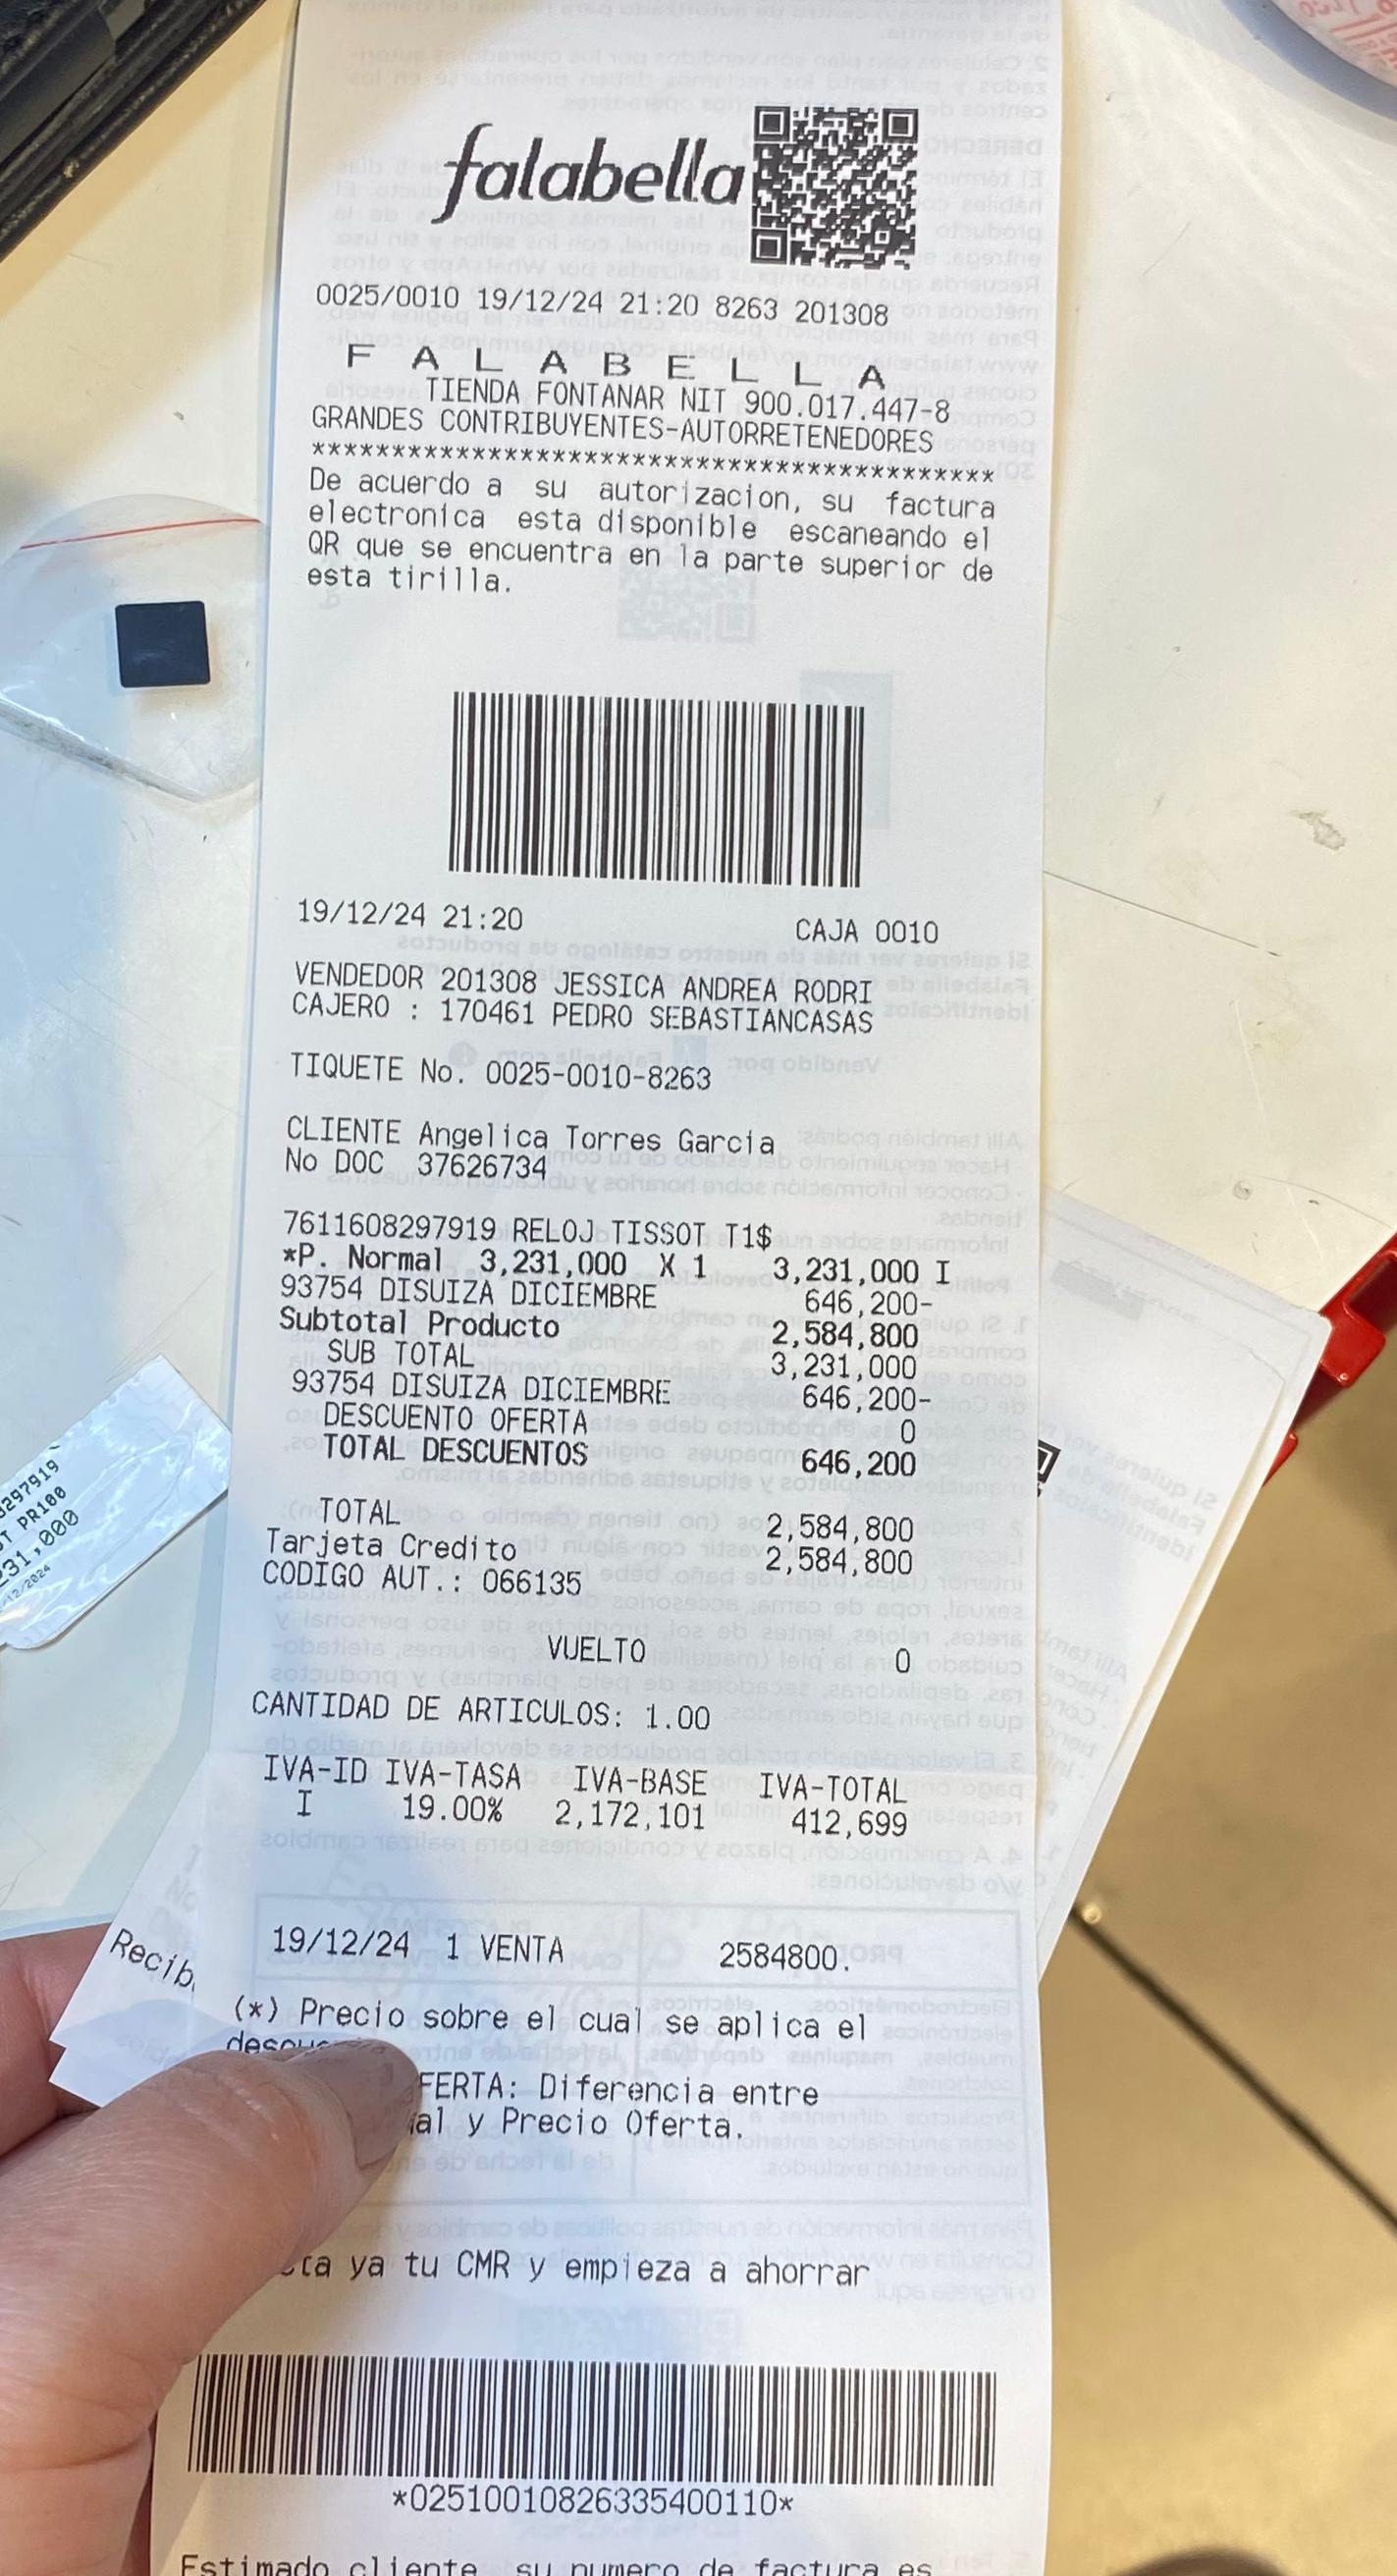 falabella
0025/0010 19/12/24 21:20 8263 201308
F A L A B E L L A
TIENDA FONTANAR NIT 900.017.447-8
GRANDES CONTRIBUYENTES-AUTORRETENEDORES
******************************************
De acuerdo a su autorizacion, su factura
electronica esta disponible escaneando el
QR que se encuentra en la parte superior de
esta tirilla.
19/12/24 21:20 CAJA 0010
VENDEDOR 201308 JESSICA ANDREA RODRI
CAJERO : 170461 PEDRO SEBASTIANCASAS
TIQUETE No. 0025-0010-8263
CLIENTE Angelica Torres Garcia
No DOC 37626734
7611608297919 RELOJ TISSOT T1$
*P. Normal 3,231,000 X 1 3,231,000 I
93754 DISUIZA DICIEMBRE 646,200-
Subtotal Producto 2,584,800
SUB TOTAL 3,231,000
93754 DISUIZA DICIEMBRE 646,200-
DESCUENTO OFERTA 0
TOTAL DESCUENTOS 646,200
TOTAL 2,584,800
Tarjeta Credito 2,584,800
CODIGO AUT.: 066135
VUELTO 0
CANTIDAD DE ARTICULOS: 1.00
IVA-ID IVA-TASA IVA-BASE IVA-TOTAL
I 19.00% 2,172,101 412,699
19/12/24 1 VENTA 2584800.
(*) Precio sobre el cual se aplica el
FERTA: Diferencia entre
al y Precio Oferta.
ta ya tu CMR y empieza a ahorrar
*02510010826335400110*
Estimado cliente, su numero de factura es
8297919
T PR100
231,000
12/2024
Recib